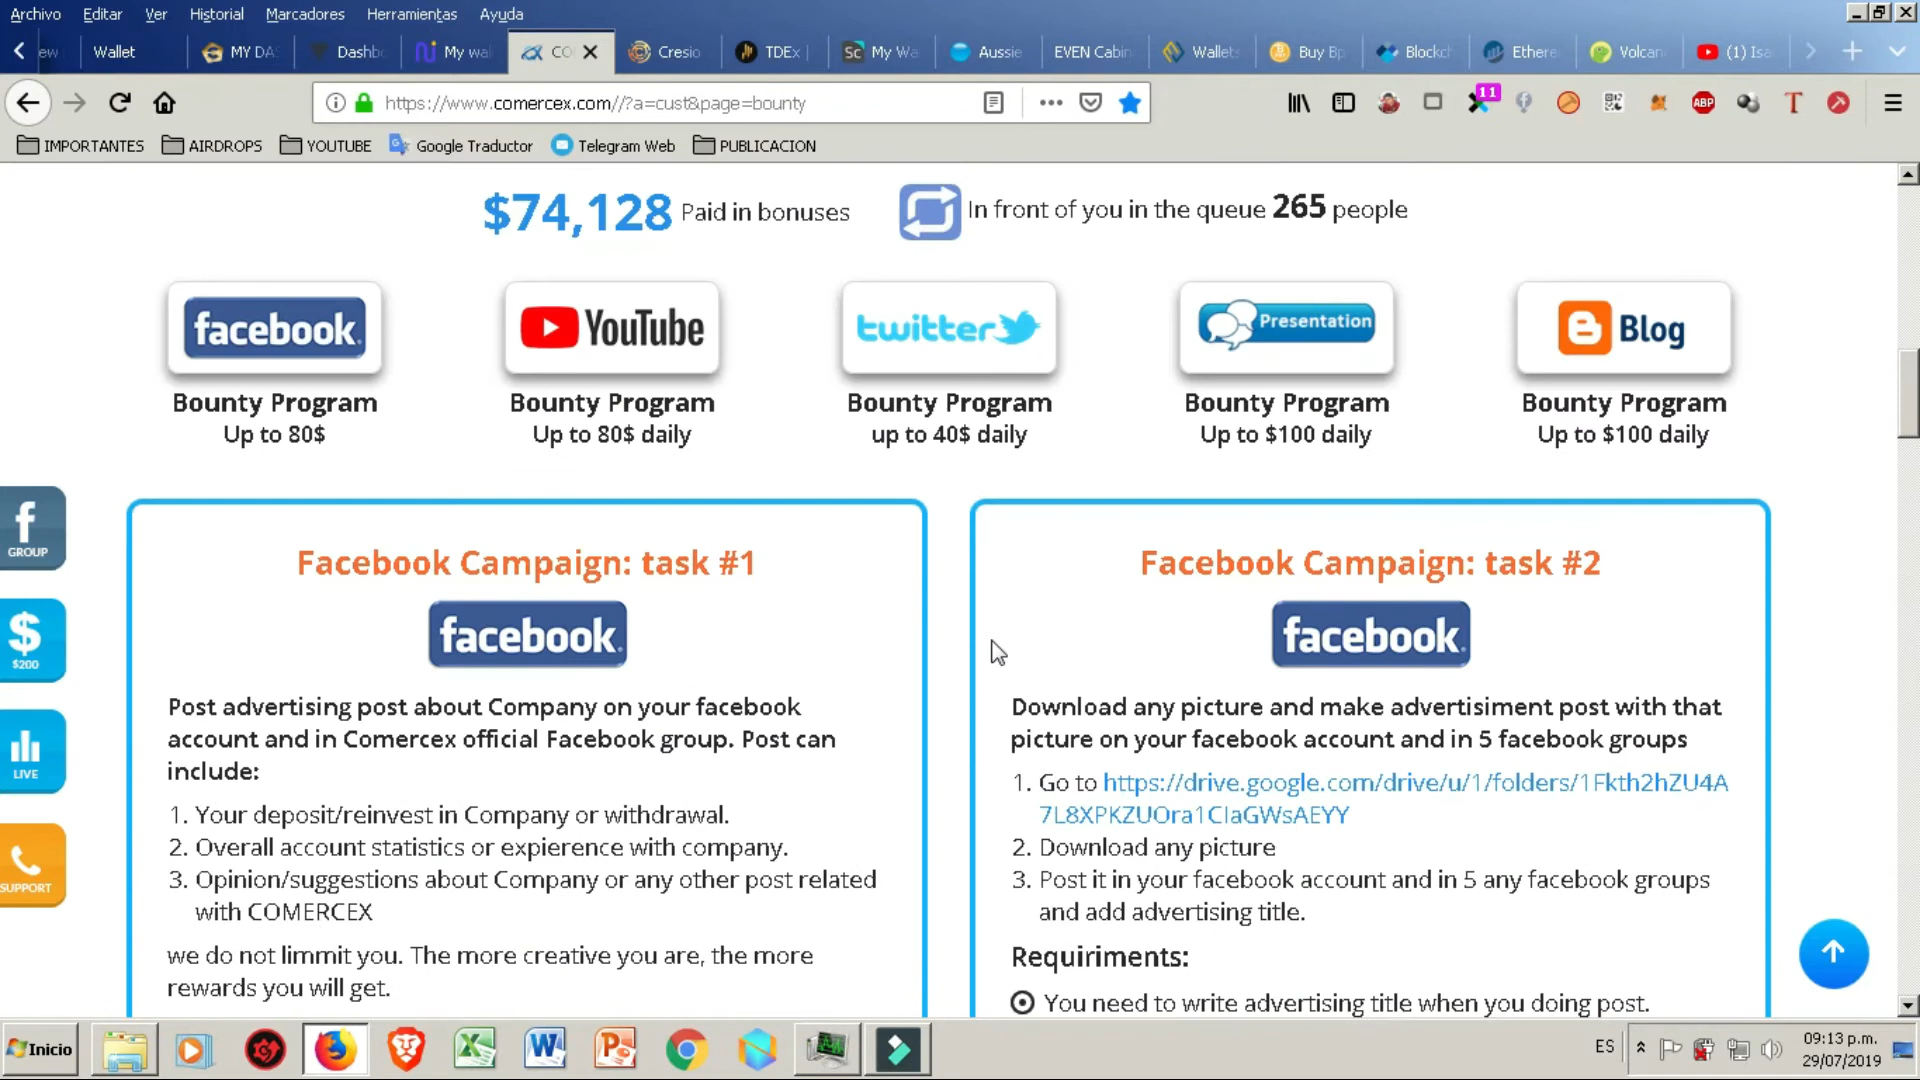 Archivo Editar Ver Historial Marcadores Herramientas Ayuda
ew Wallet MY DA Dashbo My wal CO Cresio TDEx My Wa Aussie EVEN Cabin Wallets Buy Bp Blockch Ethere Volcan (1) Isa
https://www.comercex.com//?a=cust&page=bounty
11
ABP
T
IMPORTANTES AIRDROPS YOUTUBE Google Traductor Telegram Web PUBLICACION
$74,128 Paid in bonuses In front of you in the queue 265 people
facebook. YouTube twitter Presentation Blog
Bounty Program Bounty Program Bounty Program Bounty Program Bounty Program
Up to 80$ Up to 80$ daily up to 40$ daily Up to $100 daily Up to $100 daily
GROUP
$200
LIVE
SUPPORT
Facebook Campaign: task #1
facebook.
Post advertising post about Company on your facebook
account and in Comercex official Facebook group. Post can
include:
1. Your deposit/reinvest in Company or withdrawal.
2. Overall account statistics or expierence with company.
3. Opinion/suggestions about Company or any other post related
with COMERCEX
we do not limmit you. The more creative you are, the more
rewards you will get.
Facebook Campaign: task #2
facebook.
Download any picture and make advertisiment post with that
picture on your facebook account and in 5 facebook groups
1. Go to https://drive.google.com/drive/u/1/folders/1Fkth2hZU4A
7L8XPKZUOra1CIaGWsAEYY
2. Download any picture
3. Post it in your facebook account and in 5 any facebook groups
and add advertising title.
Requiriments:
You need to write advertising title when you doing post.
Inicio
ES
09:13 p.m.
29/07/2019